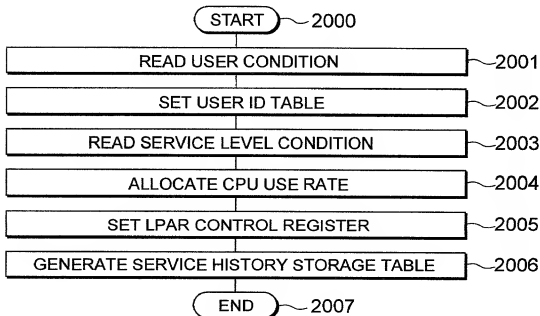 START 2000
READ USER CONDITION 2001
SET USER ID TABLE 2002
READ SERVICE LEVEL CONDITION 2003
ALLOCATE CPU USE RATE 2004
SET LPAR CONTROL REGISTER 2005
GENERATE SERVICE HISTORY STORAGE TABLE 2006
END 2007